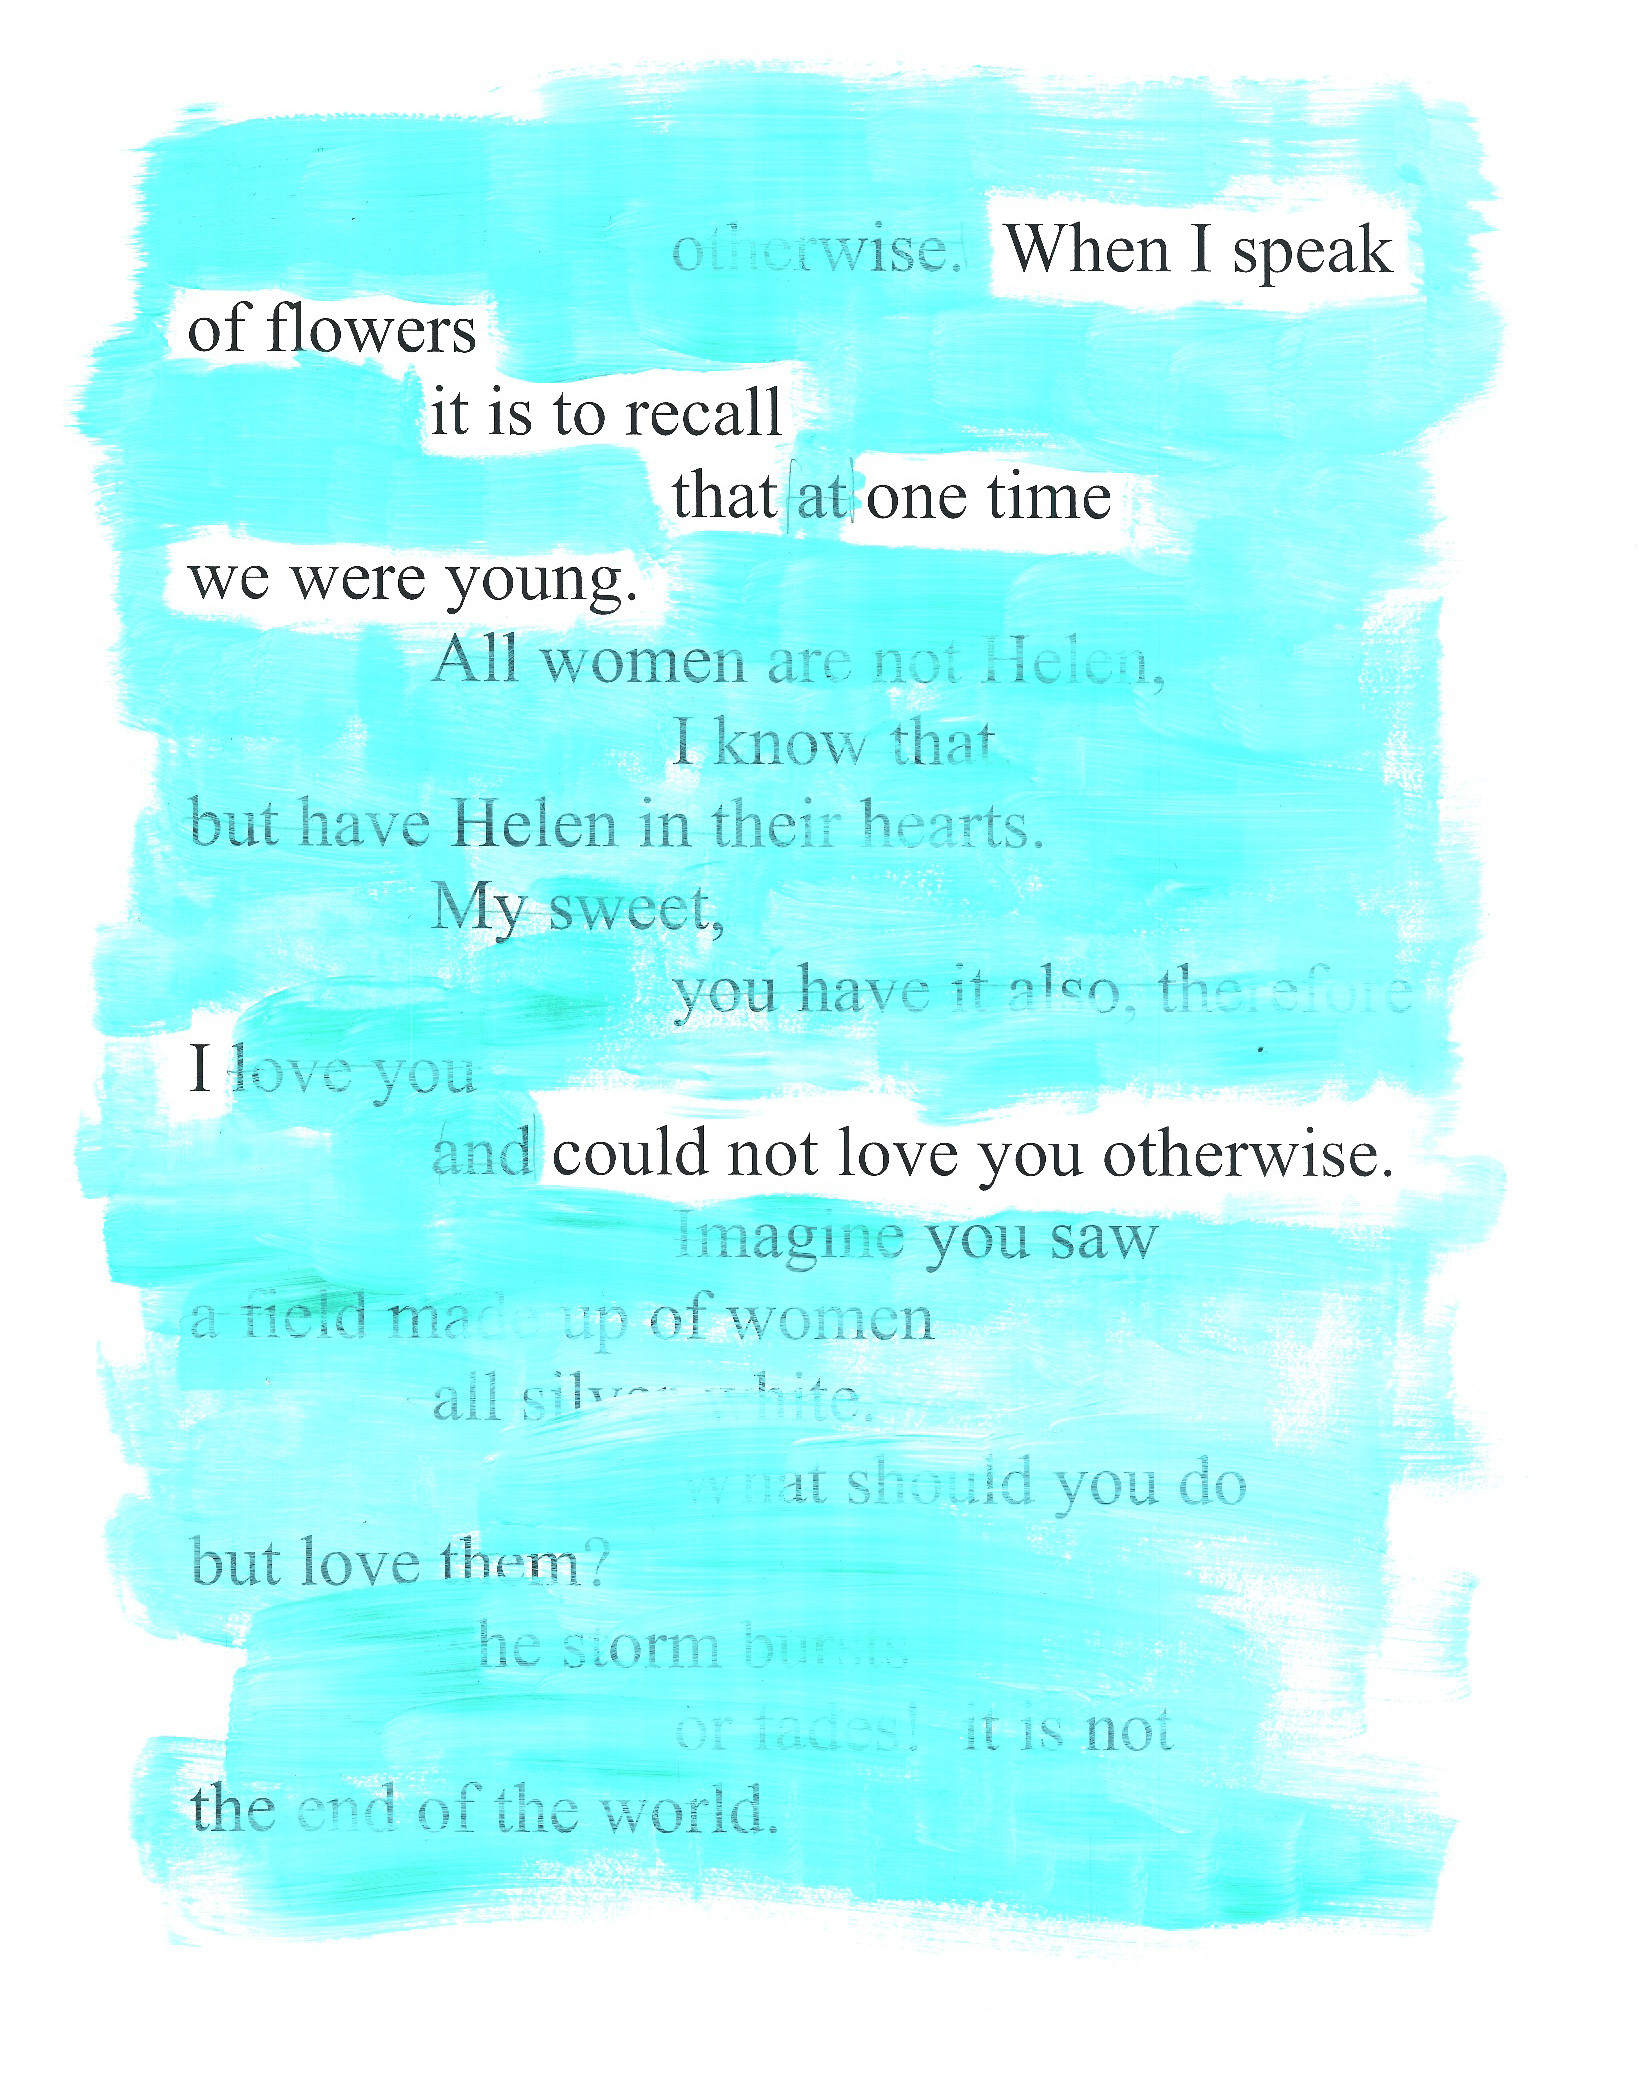 otherwise. When I speak
of flowers
it is to recall
that at one time
we were young.
All women are not Helen,
I know that
but have Helen in their hearts.
My sweet,
you have it also, therefore
I love you
and could not love you otherwise.
Imagine you saw
a field made up of women
all silver white.
What should you do
but love them?
he storm bursts
or fades! it is not
the end of the world.